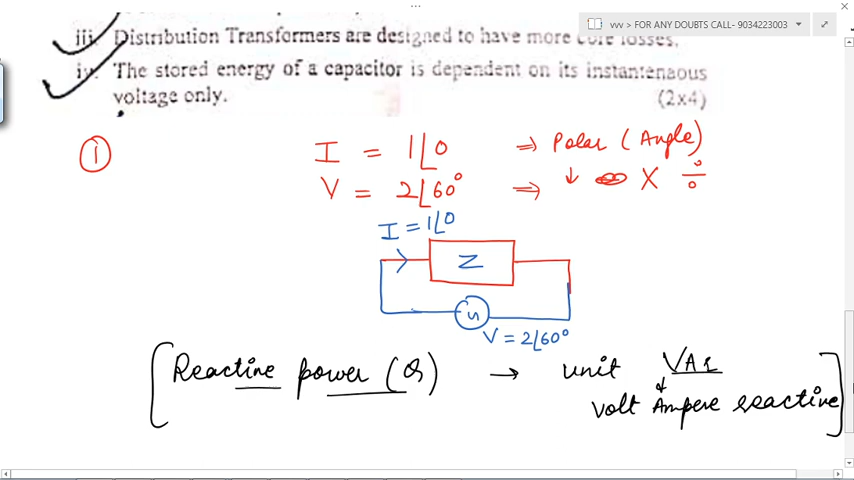 vvv > FOR ANY DOUBTS CALL- 9034223003
iii. Distribution Transformers are designed to have more core losses.
iv. The stored energy of a capacitor is dependent on its instantenaous
voltage only.
(2x4)
①
I = 1∠0 ⇒ Polar (Angle)
V = 2∠60° ⇒ ↓ X ÷
I = 1∠0
Z
V = 2∠60°
[Reactive power (Q) → unit VAr
volt Ampere reactive]